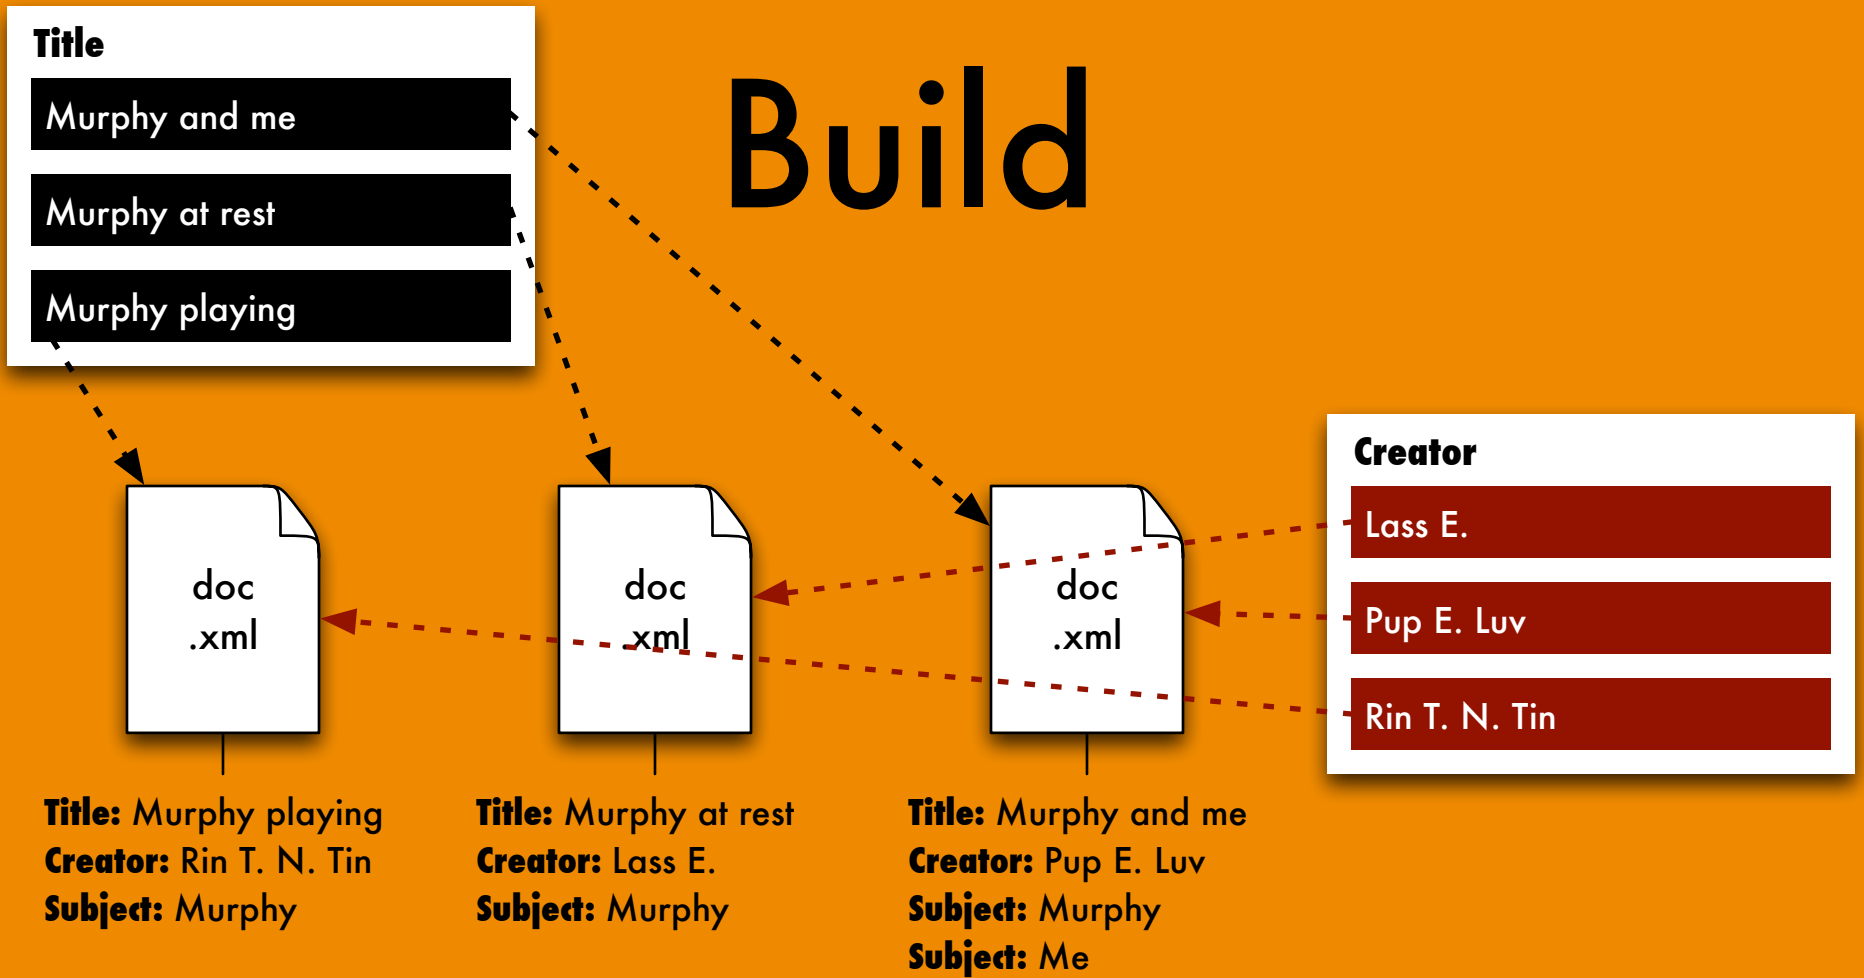 Title
Murphy and me
Murphy at rest
Murphy playing
Build
doc
.xml
doc
.xml
doc
.xml
Creator
Lass E.
Pup E. Luv
Rin T. N. Tin
Title: Murphy playing
Creator: Rin T. N. Tin
Subject: Murphy
Title: Murphy at rest
Creator: Lass E.
Subject: Murphy
Title: Murphy and me
Creator: Pup E. Luv
Subject: Murphy
Subject: Me